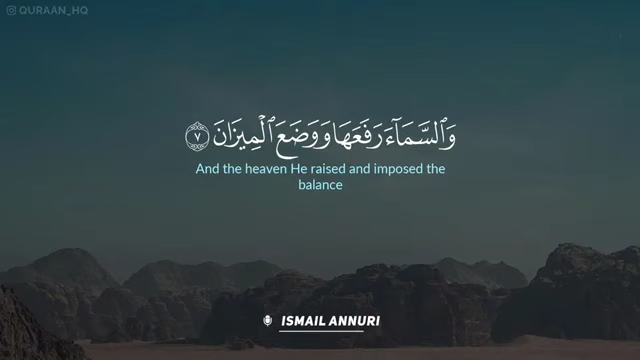 QURAAN_HQ
وَٱلسَّمَآءَ رَفَعَهَا وَوَضَعَ ٱلْمِيزَانَ ٧
And the heaven He raised and imposed the
balance
ISMAIL ANNURI